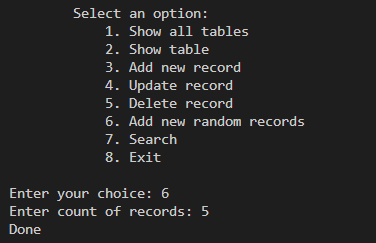 Select an option:
1. Show all tables
2. Show table
3. Add new record
4. Update record
5. Delete record
6. Add new random records
7. Search
8. Exit
Enter your choice: 6
Enter count of records: 5
Done